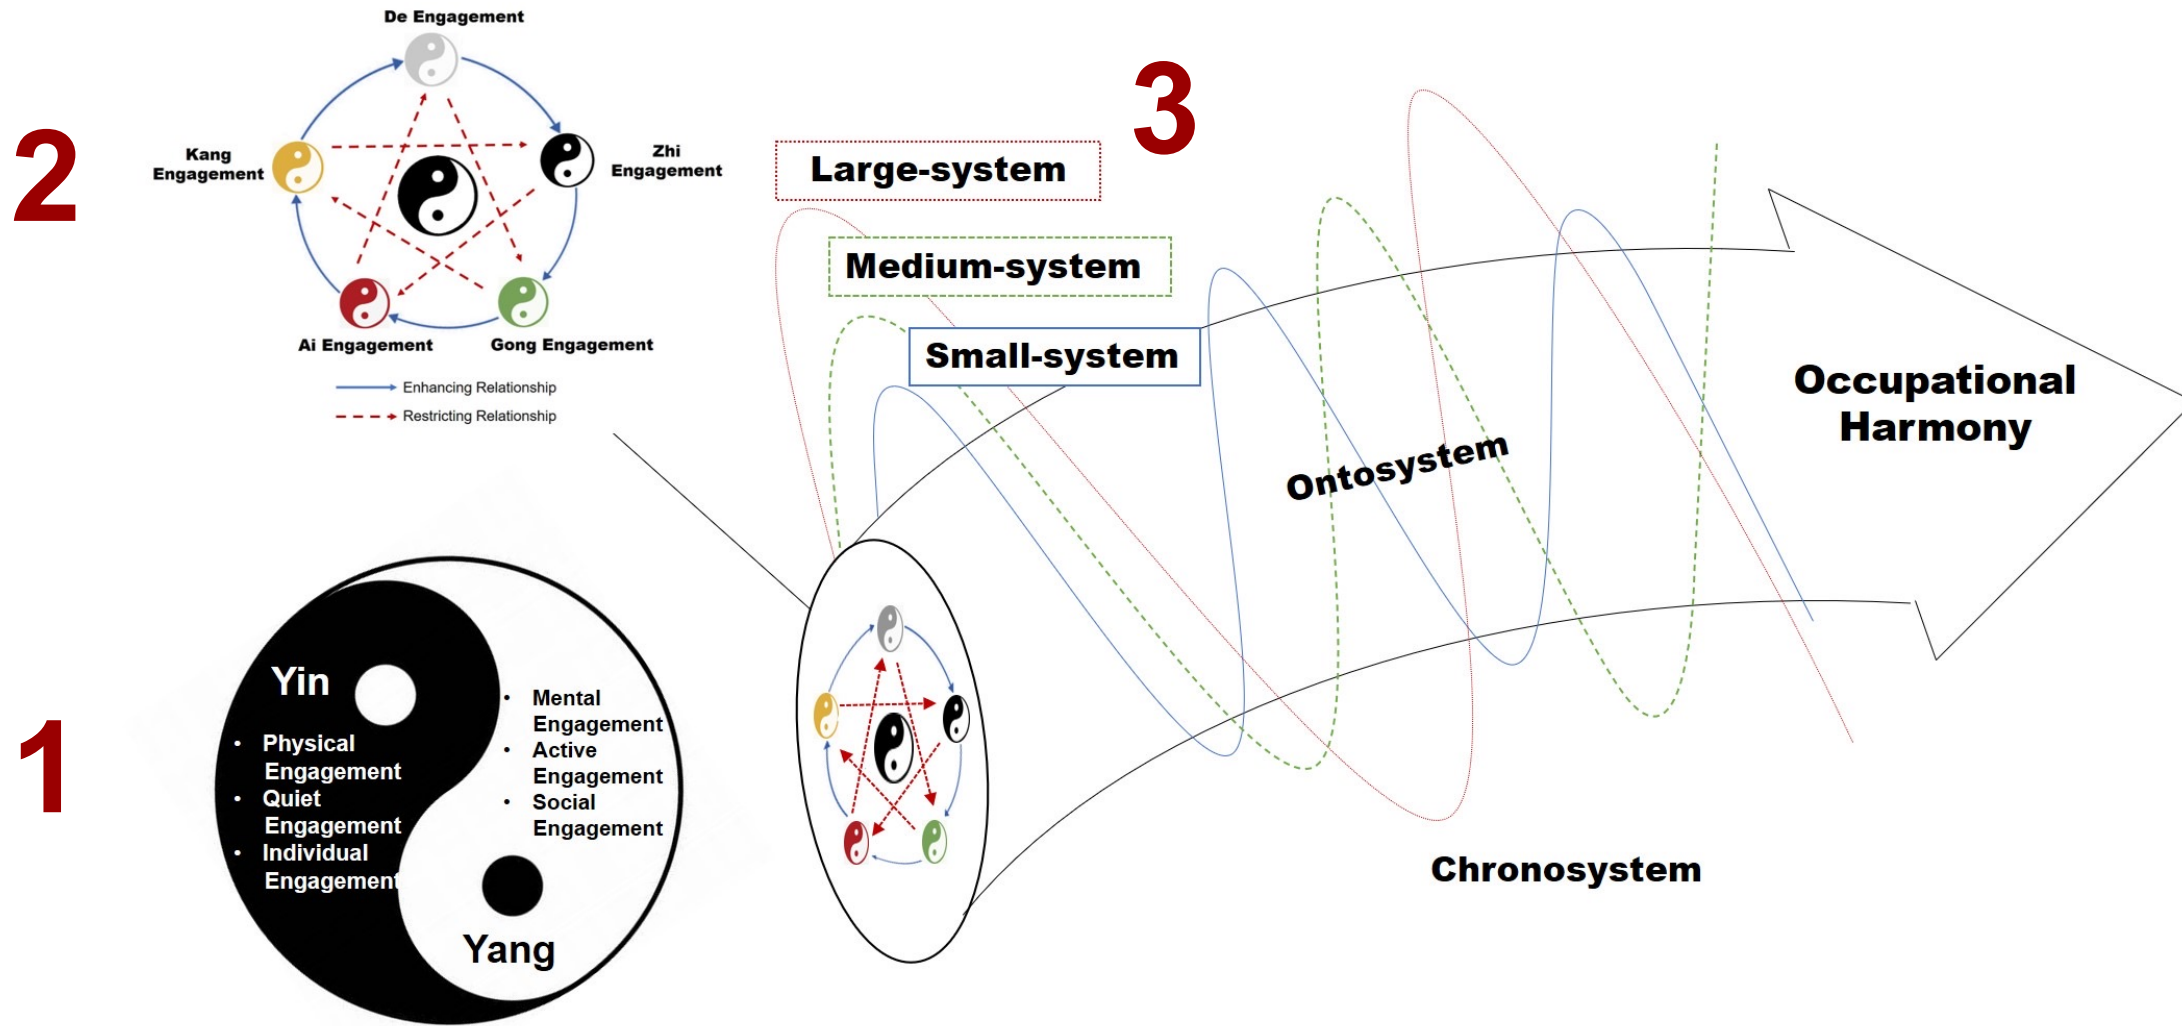 2
De Engagement
Kang
Engagement
Zhi
Engagement
Ai Engagement
Gong Engagement
Enhancing Relationship
Restricting Relationship
1
Yin
• Physical
Engagement
• Quiet
Engagement
• Individual
Engagement
• Mental
Engagement
• Active
Engagement
• Social
Engagement
Yang
3
Large-system
Medium-system
Small-system
Ontosystem
Occupational
Harmony
Chronosystem